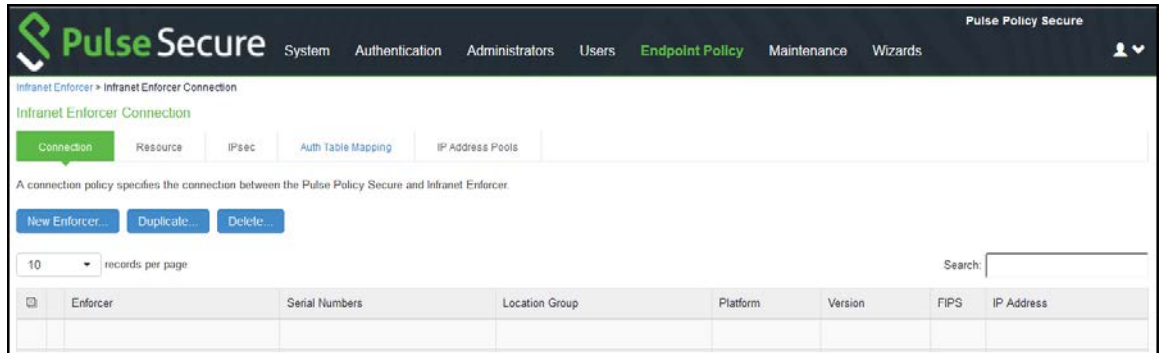 Pulse Policy Secure
Pulse Secure System Authentication Administrators Users Endpoint Policy Maintenance Wizards
Infranet Enforcer > Infranet Enforcer Connection
Infranet Enforcer Connection
Connection Resource IPsec Auth Table Mapping IP Address Pools
A connection policy specifies the connection between the Pulse Policy Secure and Infranet Enforcer.
New Enforcer... Duplicate... Delete...
10 records per page Search:
Enforcer Serial Numbers Location Group Platform Version FIPS IP Address